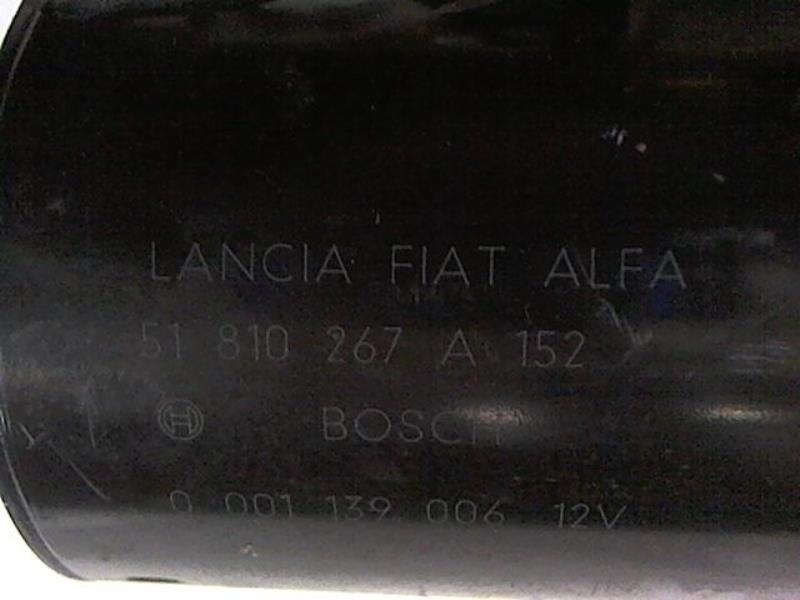 LANCIA FIAT ALFA
51 810 267 A 152
BOSCH
0 001 139 006 12V